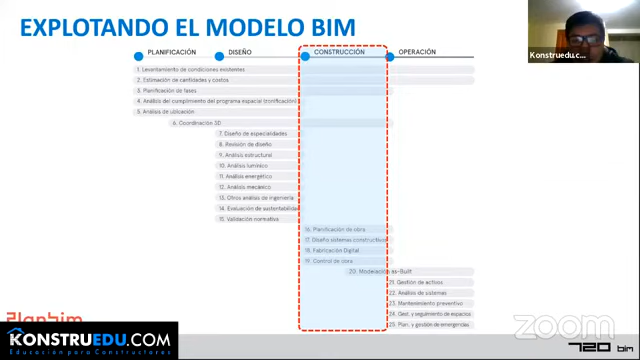 EXPLOTANDO EL MODELO BIM
Konstruedu.c...
PLANIFICACIÓN
DISEÑO
CONSTRUCCIÓN
OPERACIÓN
1. Levantamiento de condiciones existentes
2. Estimación de cantidades y costos
3. Planificación de fases
4. Análisis del cumplimiento del programa espacial (zonificación)
5. Análisis de ubicación
6. Coordinación 3D
7. Diseño de especialidades
8. Revisión de diseño
9. Análisis estructural
10. Análisis lumínico
11. Análisis energético
12. Análisis mecánico
13. Otros análisis de ingeniería
14. Evaluación de sustentabilidad
15. Validación normativa
16. Planificación de obra
17. Diseño sistemas constructivos
18. Fabricación Digital
19. Control de obra
20. Modelación as-Built
21. Gestión de activos
22. Análisis de sistemas
23. Mantenimiento preventivo
24. Gest. y seguimiento de espacios
25. Plan. y gestión de emergencias
planbim
KONSTRUEDU.COM
Educación para Constructores
zoom
720 bim